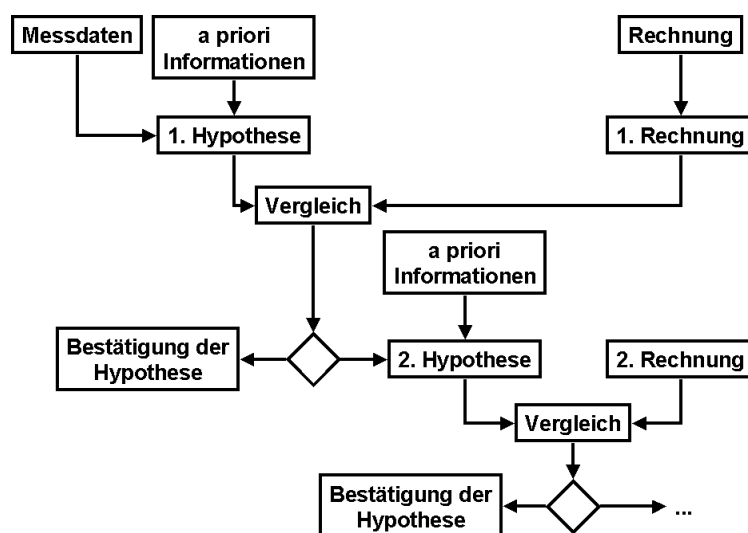 Messdaten
a priori
Informationen
Rechnung
1. Hypothese
1. Rechnung
Vergleich
a priori
Informationen
Bestätigung der
Hypothese
2. Hypothese
2. Rechnung
Vergleich
Bestätigung der
Hypothese
...